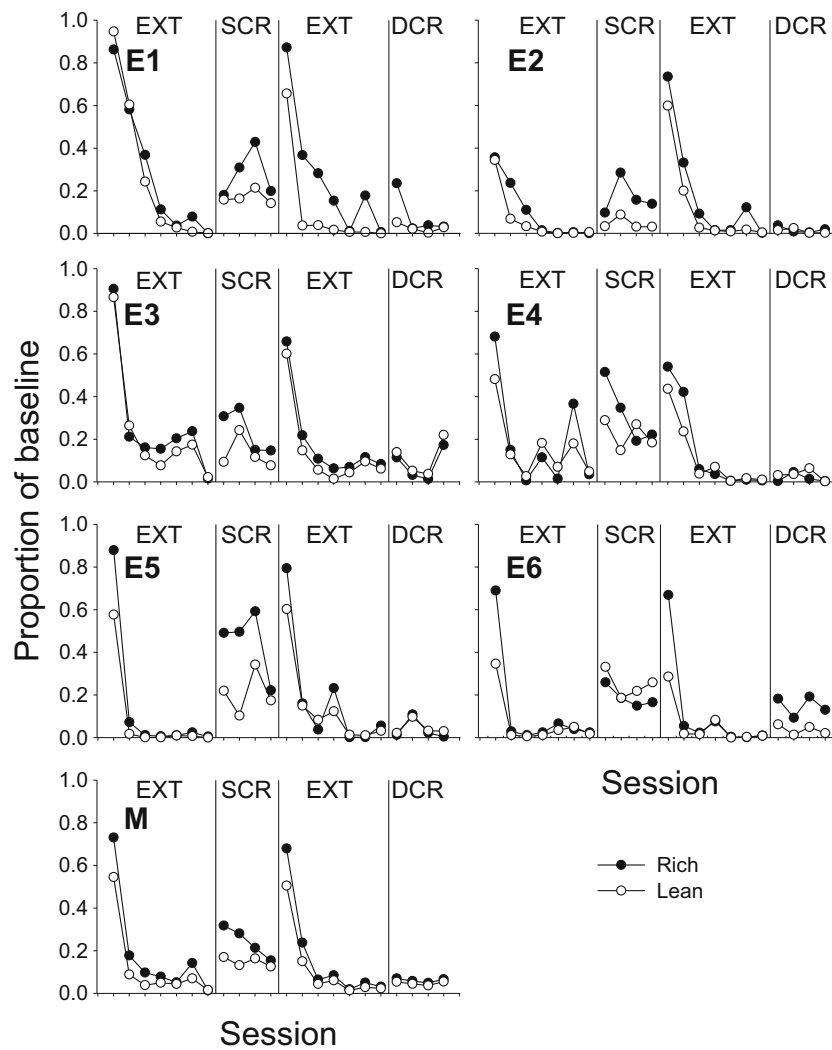 Proportion of baseline
EXT SCR EXT DCR
E1
1.0
0.8
0.6
0.4
0.2
0.0
EXT SCR EXT DCR
E2
EXT SCR EXT DCR
E3
1.0
0.8
0.6
0.4
0.2
0.0
EXT SCR EXT DCR
E4
EXT SCR EXT DCR
E5
1.0
0.8
0.6
0.4
0.2
0.0
EXT SCR EXT DCR
E6
EXT SCR EXT DCR
M
1.0
0.8
0.6
0.4
0.2
0.0
Session
Rich
Lean
Session